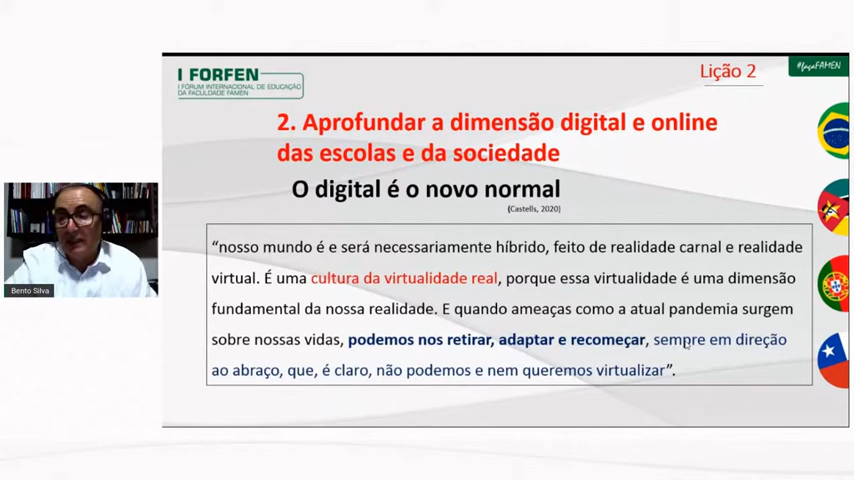 I FORFEN
I FÓRUM INTERNACIONAL DE EDUCAÇÃO
DA FACULDADE FAMEN
Lição 2
#façaFAMEN
2. Aprofundar a dimensão digital e online
das escolas e da sociedade
O digital é o novo normal
(Castells, 2020)
“nosso mundo é e será necessariamente híbrido, feito de realidade carnal e realidade
virtual. É uma cultura da virtualidade real, porque essa virtualidade é uma dimensão
fundamental da nossa realidade. E quando ameaças como a atual pandemia surgem
sobre nossas vidas, podemos nos retirar, adaptar e recomeçar, sempre em direção
ao abraço, que, é claro, não podemos e nem queremos virtualizar”.
Bento Silva